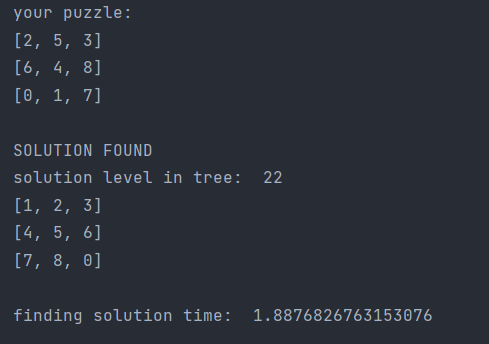 your puzzle:
[2, 5, 3]
[6, 4, 8]
[0, 1, 7]
SOLUTION FOUND
solution level in tree:  22
[1, 2, 3]
[4, 5, 6]
[7, 8, 0]
finding solution time:  1.8876826763153076